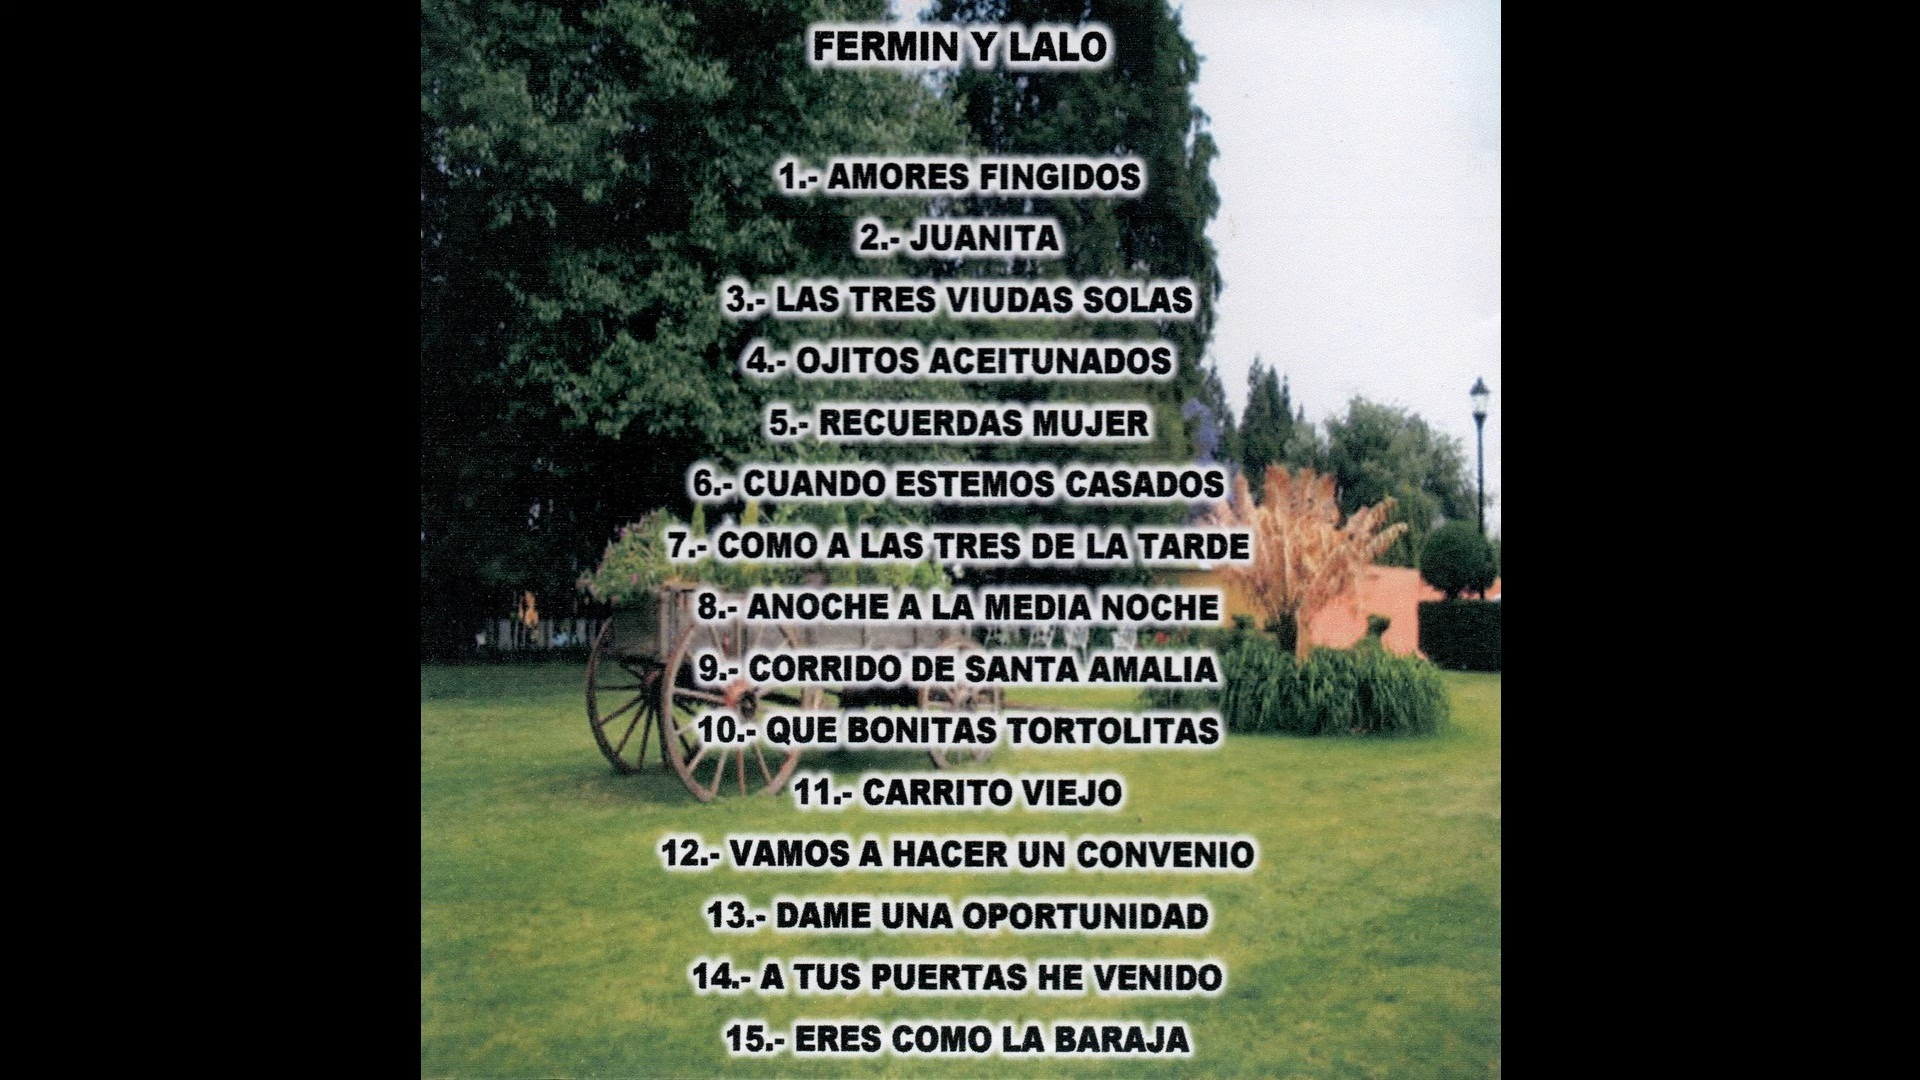 FERMIN Y LALO
1.- AMORES FINGIDOS
2.- JUANITA
3.- LAS TRES VIUDAS SOLAS
4.- OJITOS ACEITUNADOS
5.- RECUERDAS MUJER
6.- CUANDO ESTEMOS CASADOS
7.- COMO A LAS TRES DE LA TARDE
8.- ANOCHE A LA MEDIA NOCHE
9.- CORRIDO DE SANTA AMALIA
10.- QUE BONITAS TORTOLITAS
11.- CARRITO VIEJO
12.- VAMOS A HACER UN CONVENIO
13.- DAME UNA OPORTUNIDAD
14.- A TUS PUERTAS HE VENIDO
15.- ERES COMO LA BARAJA